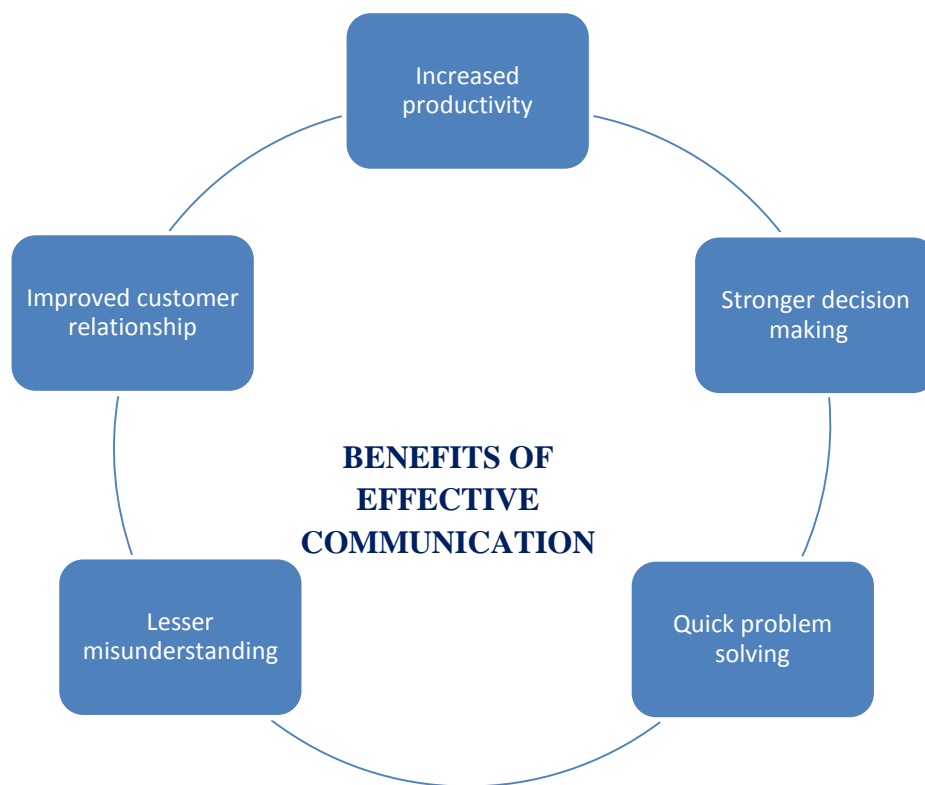 Increased
productivity
Improved customer
relationship
Stronger decision
making
BENEFITS OF
EFFECTIVE
COMMUNICATION
Lesser
misunderstanding
Quick problem
solving